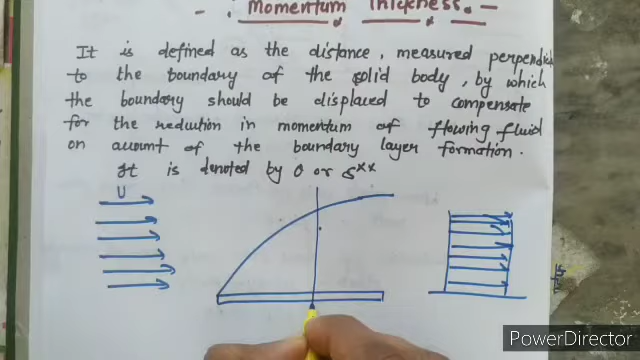 - : Momentum Thickness. -
It is defined as the distance, measured perpendic
to the boundary of the solid body, by which
the boundary should be displaced to compensate
for the reduction in momentum of flowing fluid
on account of the boundary layer formation.
It is denoted by θ or δ**
U
PowerDirector